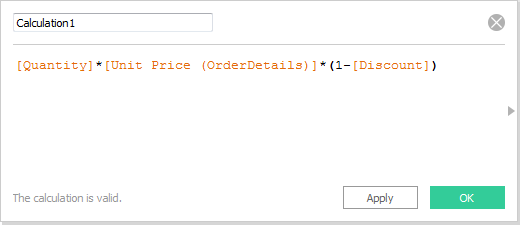 Calculation1
[Quantity]*[Unit Price (OrderDetails)]*(1-[Discount])
The calculation is valid.
Apply
OK